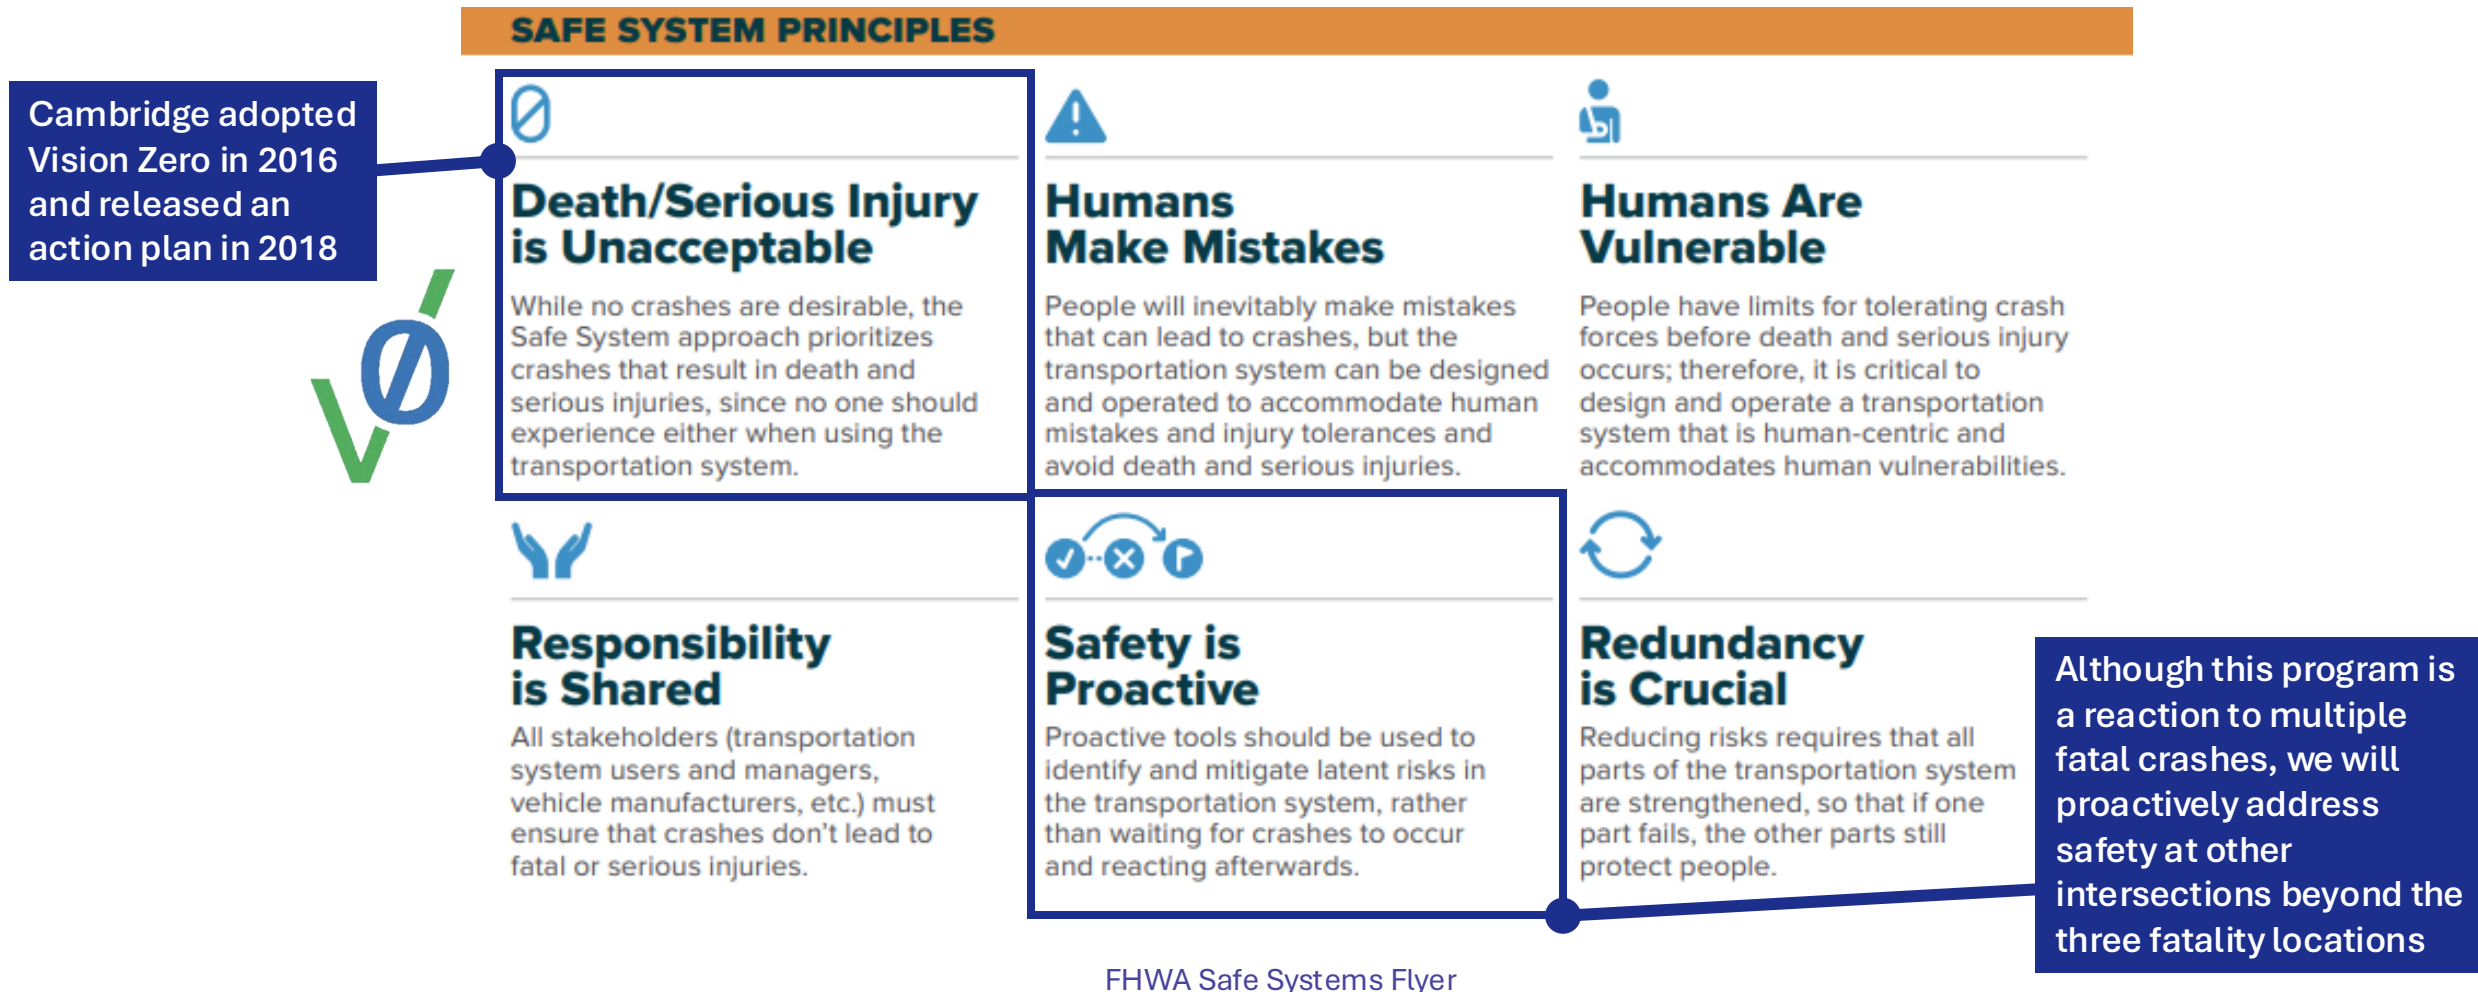 SAFE SYSTEM PRINCIPLES
Cambridge adopted
Vision Zero in 2016
and released an
action plan in 2018
Death/Serious Injury
is Unacceptable
While no crashes are desirable, the
Safe System approach prioritizes
crashes that result in death and
serious injuries, since no one should
experience either when using the
transportation system.
Humans
Make Mistakes
People will inevitably make mistakes
that can lead to crashes, but the
transportation system can be designed
and operated to accommodate human
mistakes and injury tolerances and
avoid death and serious injuries.
Humans Are
Vulnerable
People have limits for tolerating crash
forces before death and serious injury
occurs; therefore, it is critical to
design and operate a transportation
system that is human-centric and
accommodates human vulnerabilities.
Responsibility
is Shared
All stakeholders (transportation
system users and managers,
vehicle manufacturers, etc.) must
ensure that crashes don't lead to
fatal or serious injuries.
Safety is
Proactive
Proactive tools should be used to
identify and mitigate latent risks in
the transportation system, rather
than waiting for crashes to occur
and reacting afterwards.
Redundancy
is Crucial
Reducing risks requires that all
parts of the transportation system
are strengthened, so that if one
part fails, the other parts still
protect people.
Although this program is
a reaction to multiple
fatal crashes, we will
proactively address
safety at other
intersections beyond the
three fatality locations
FHWA Safe Systems Flyer